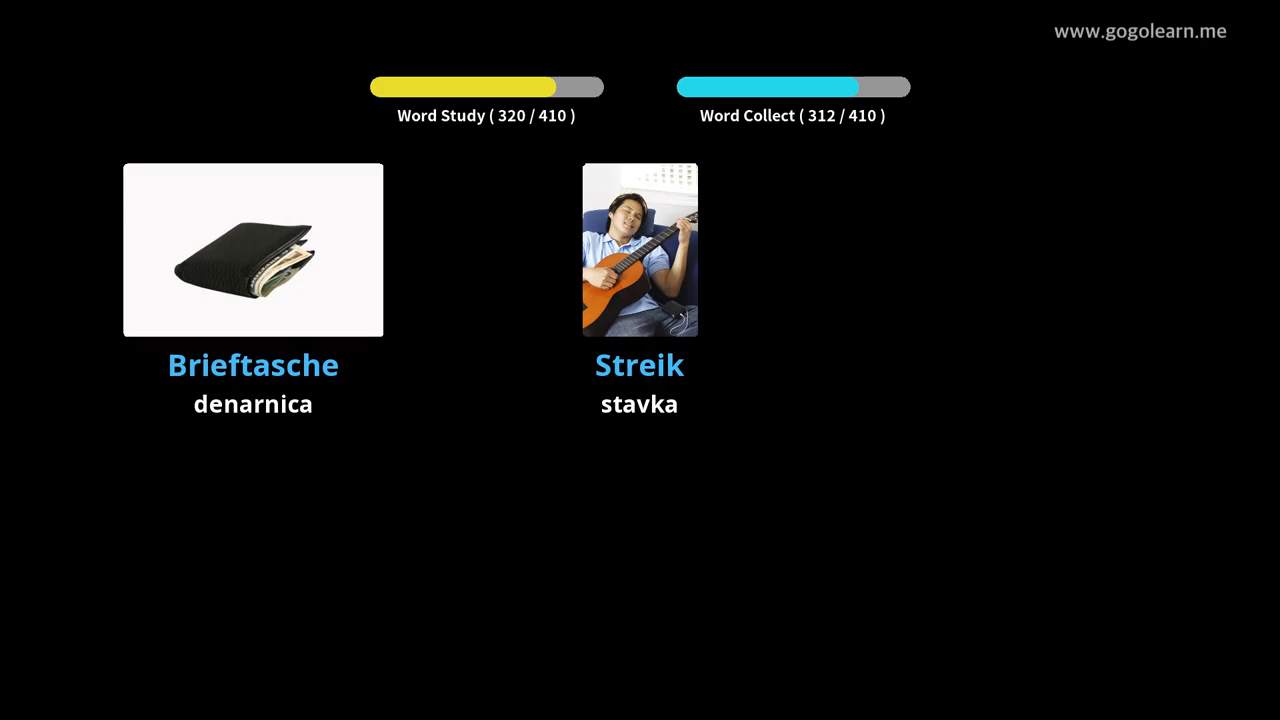 www.gogolearn.me
Word Study ( 320 / 410 )
Word Collect ( 312 / 410 )
Brieftasche
denarnica
Streik
stavka